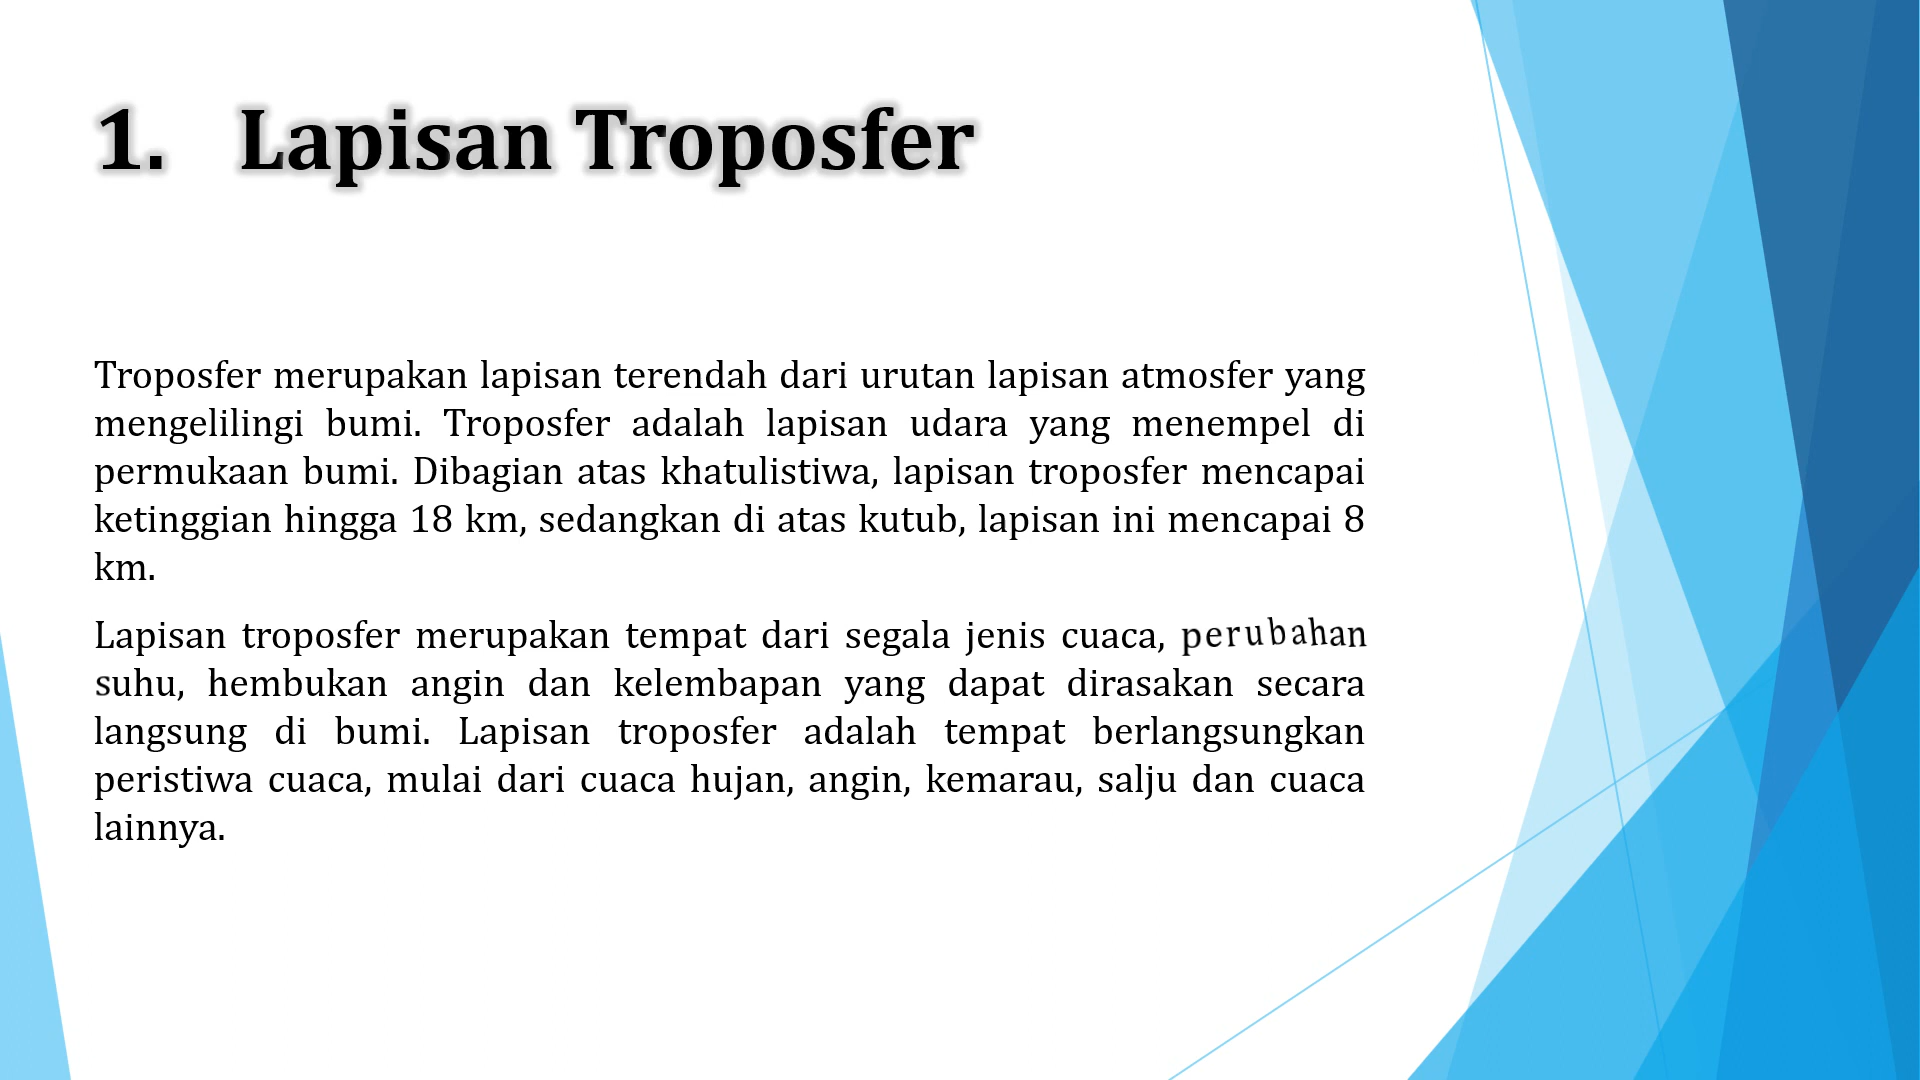 1. Lapisan Troposfer
Troposfer merupakan lapisan terendah dari urutan lapisan atmosfer yang
mengelilingi bumi. Troposfer adalah lapisan udara yang menempel di
permukaan bumi. Dibagian atas khatulistiwa, lapisan troposfer mencapai
ketinggian hingga 18 km, sedangkan di atas kutub, lapisan ini mencapai 8
km.
Lapisan troposfer merupakan tempat dari segala jenis cuaca, perubahan
suhu, hembukan angin dan kelembapan yang dapat dirasakan secara
langsung di bumi. Lapisan troposfer adalah tempat berlangsungkan
peristiwa cuaca, mulai dari cuaca hujan, angin, kemarau, salju dan cuaca
lainnya.